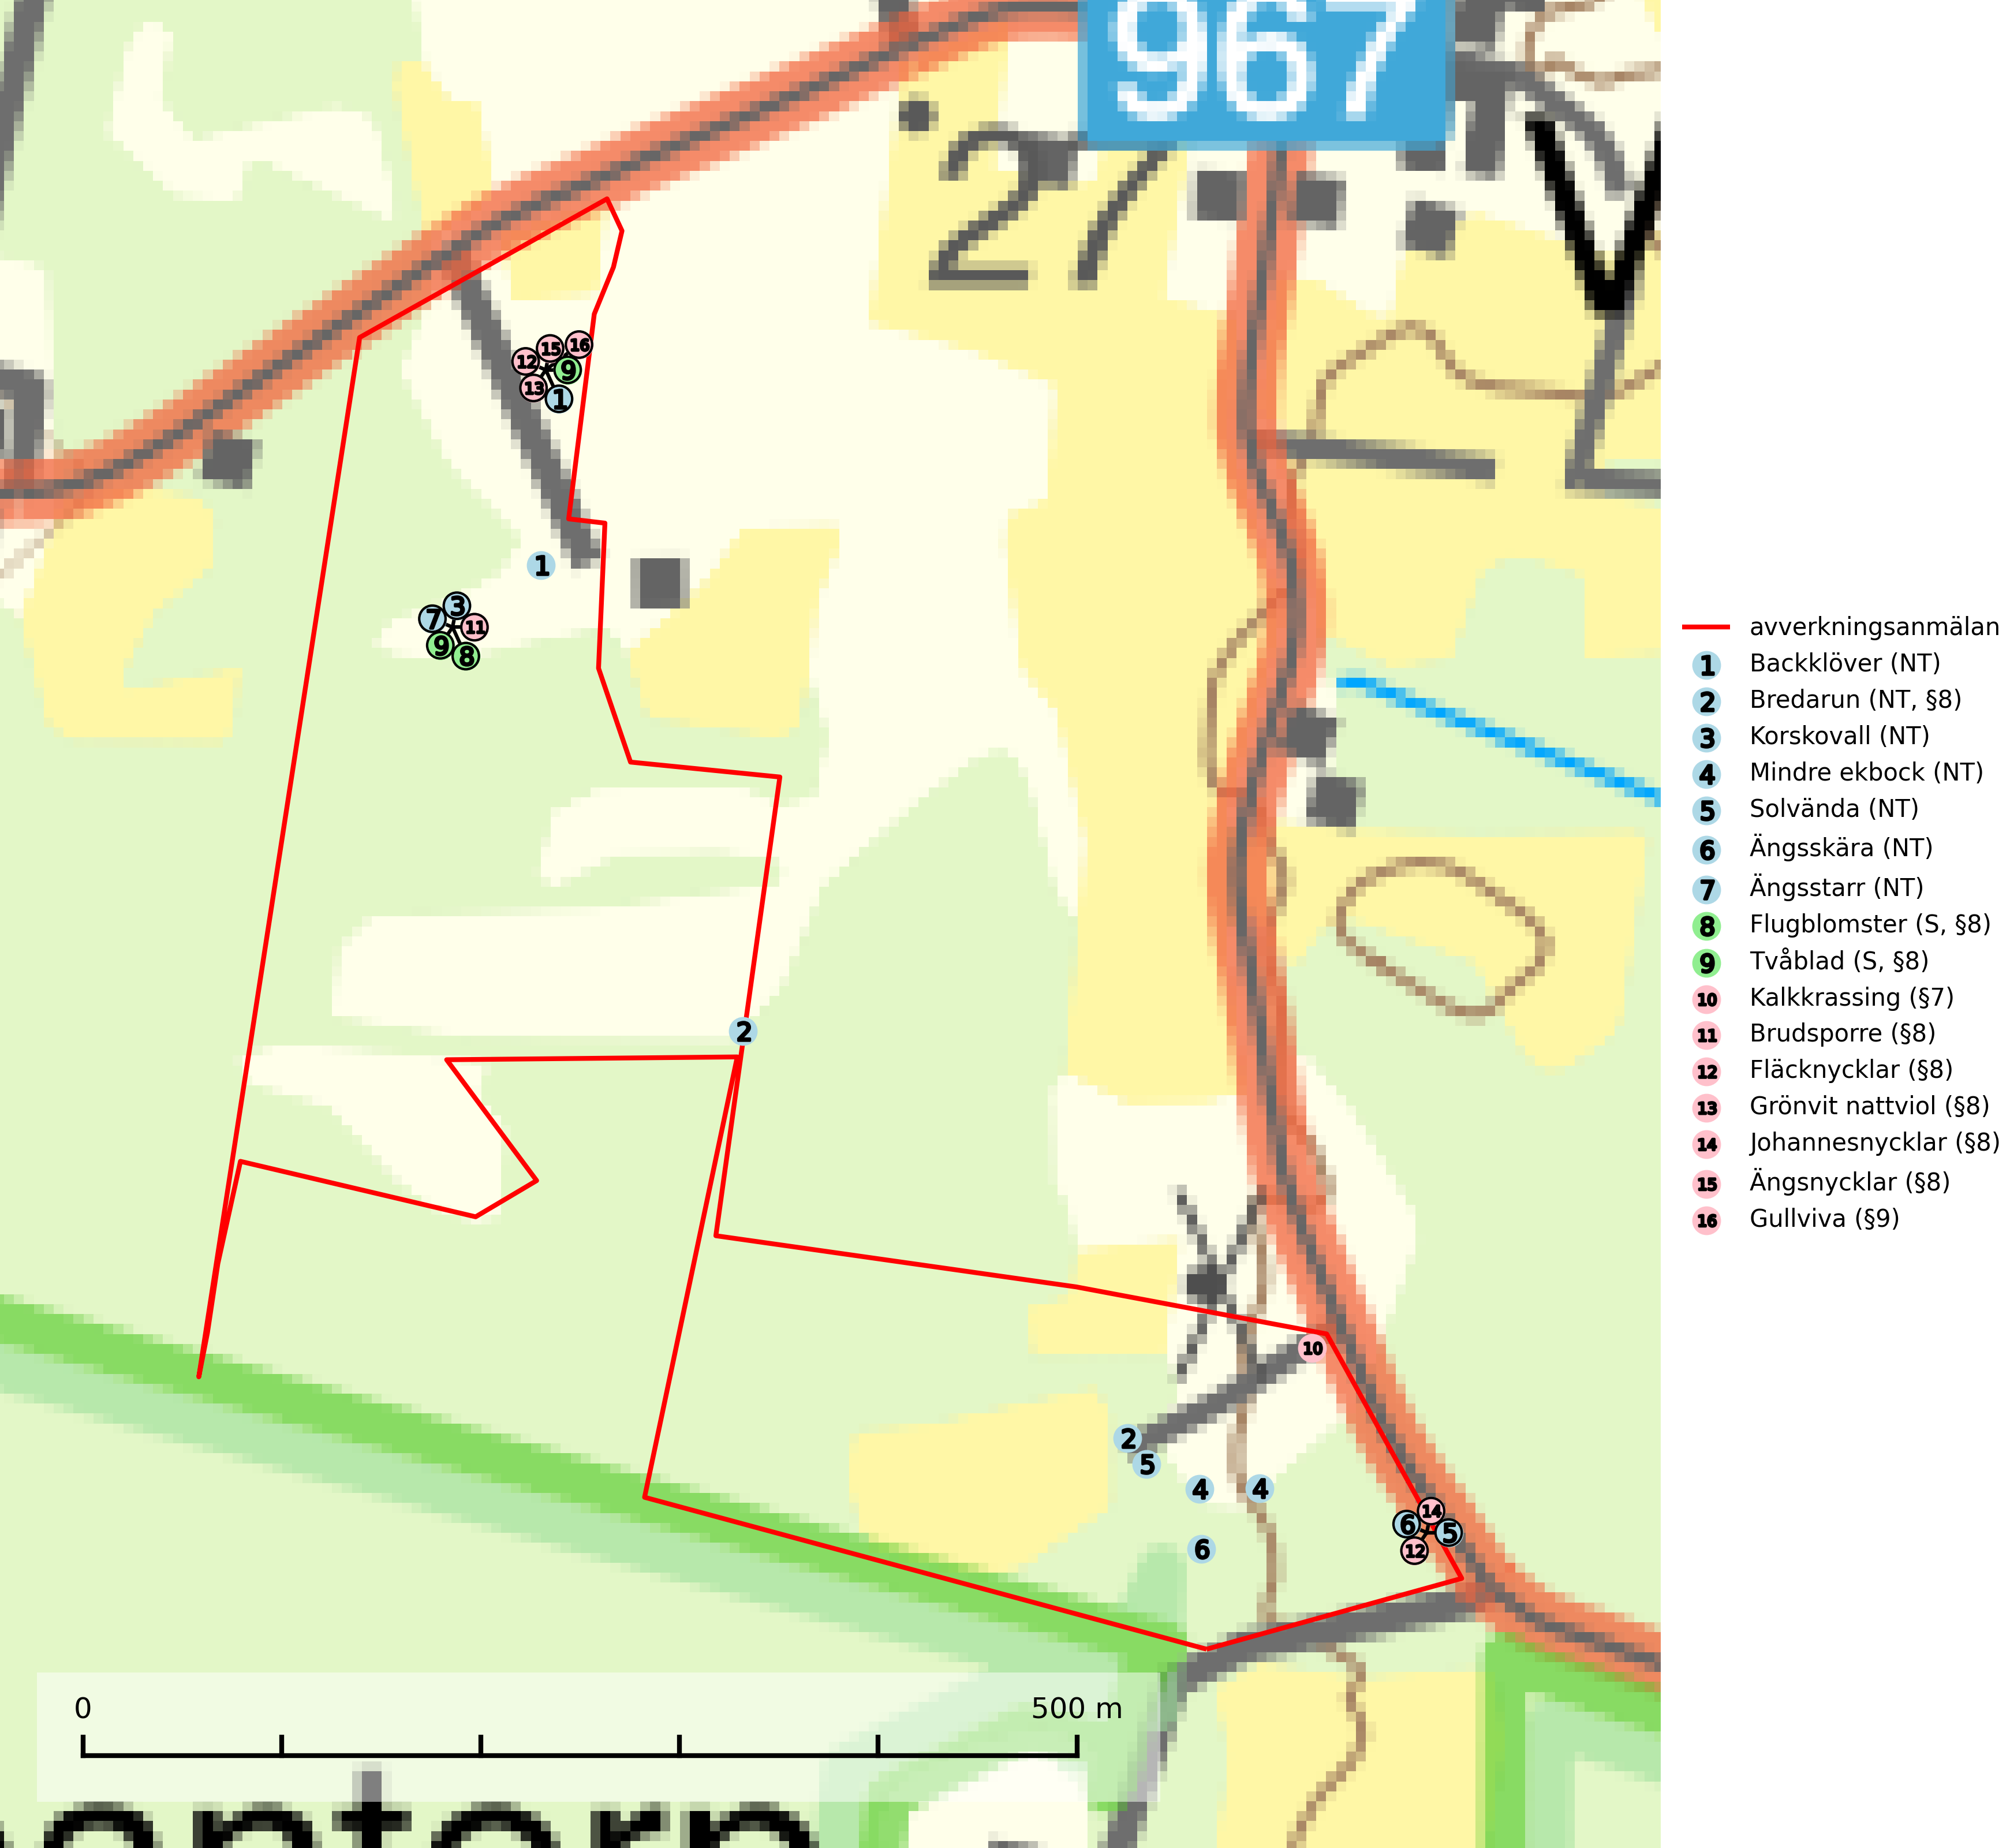 967
27
12
15
16
9
13
1
1
3
7
11
9
8
2
10
2
5
4
4
6
14
6
5
12
0
500 m
avverkningsanmälan
1 Backklöver (NT)
2 Bredarun (NT, §8)
3 Korskovall (NT)
4 Mindre ekbock (NT)
5 Solvända (NT)
6 Ängsskära (NT)
7 Ängsstarr (NT)
8 Flugblomster (S, §8)
9 Tvåblad (S, §8)
10 Kalkkrassing (§7)
11 Brudsporre (§8)
12 Fläcknycklar (§8)
13 Grönvit nattviol (§8)
14 Johannesnycklar (§8)
15 Ängsnycklar (§8)
16 Gullviva (§9)